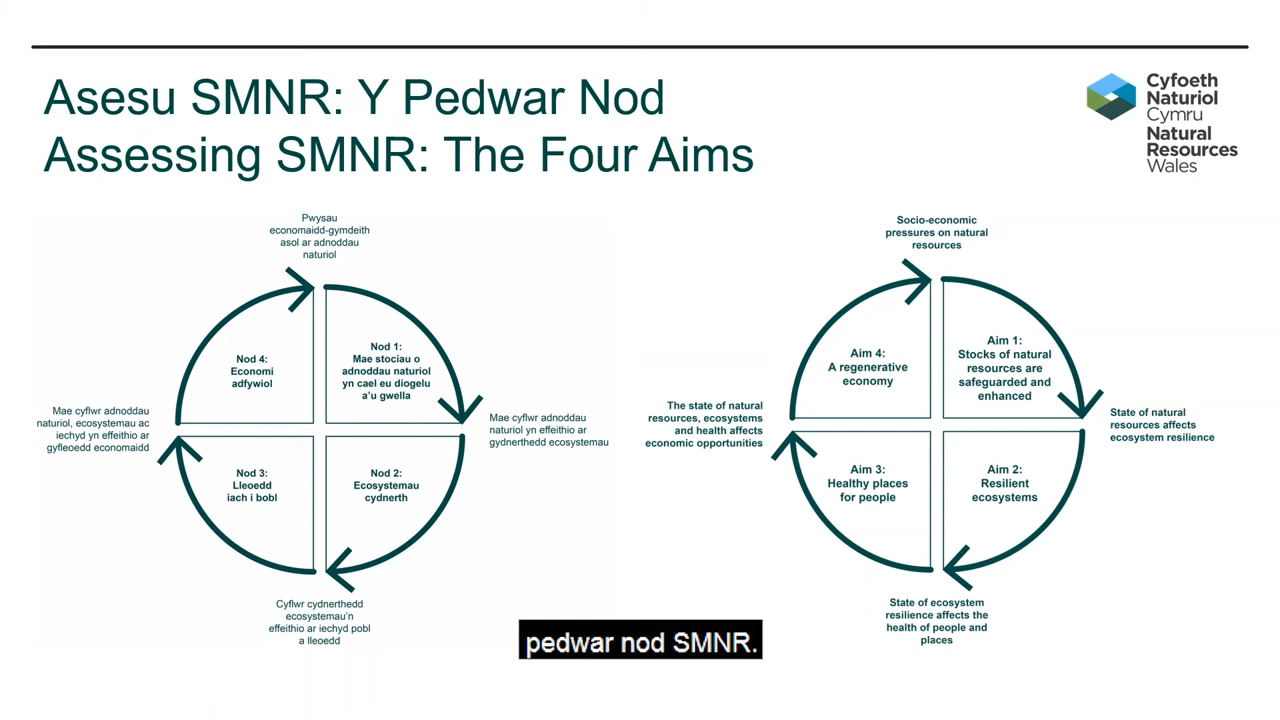 Asesu SMNR: Y Pedwar Nod
Assessing SMNR: The Four Aims
Cyfoeth
Naturiol
Cymru
Natural
Resources
Wales
Pwysau
economaidd-gymdeith
asol ar adnoddau
naturiol
Nod 4:
Economi
adfywiol
Nod 1:
Mae stociau o
adnoddau naturiol
yn cael eu diogelu
a'u gwella
Mae cyflwr adnoddau
naturiol, ecosystemau ac
iechyd yn effeithio ar
gyfleoedd economaidd
Mae cyflwr adnoddau
naturiol yn effeithio ar
gydnerthedd ecosystemau
Nod 3:
Lleoedd
iach i bobl
Nod 2:
Ecosystemau
cydnerth
Cyflwr cydnerthedd
ecosystemau'n
effeithio ar iechyd pobl
a lleoedd
Socio-economic
pressures on natural
resources
Aim 4:
A regenerative
economy
Aim 1:
Stocks of natural
resources are
safeguarded and
enhanced
The state of natural
resources, ecosystems
and health affects
economic opportunities
State of natural
resources affects
ecosystem resilience
Aim 3:
Healthy places
for people
Aim 2:
Resilient
ecosystems
State of ecosystem
resilience affects the
health of people and
places
pedwar nod SMNR.